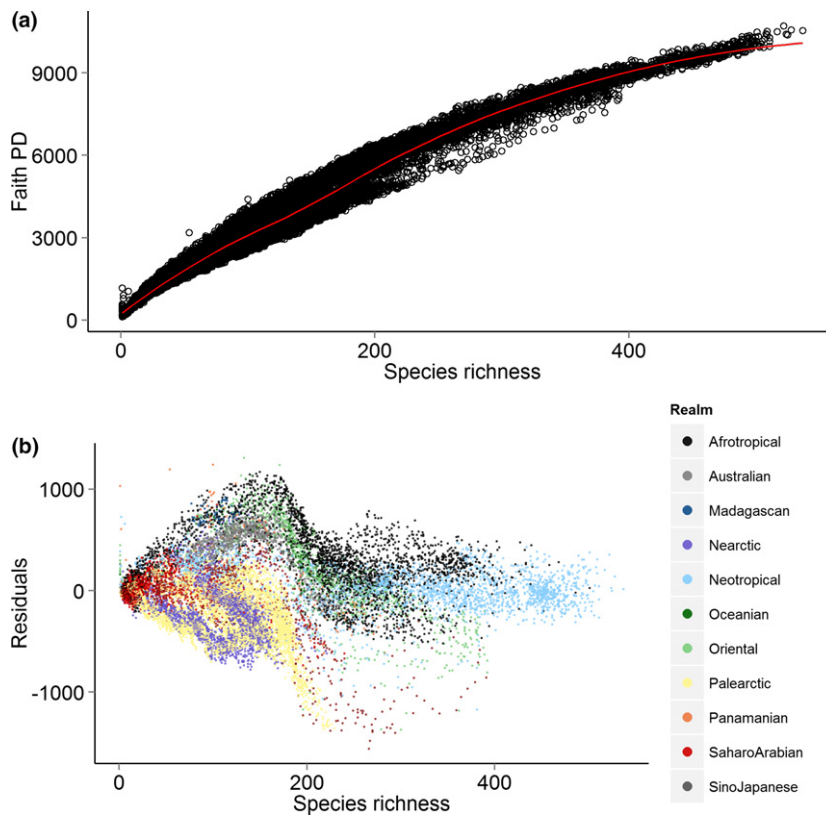 (a)
Faith PD
9000
6000
3000
0
0
200
400
Species richness
(b)
Residuals
1000
0
-1000
0
200
400
Species richness
Realm
Afrotropical
Australian
Madagascan
Nearctic
Neotropical
Oceanian
Oriental
Palearctic
Panamanian
SaharoArabian
SinoJapanese